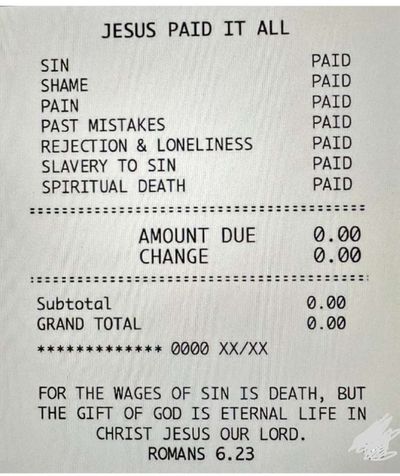 JESUS PAID IT ALL
SIN PAID
SHAME PAID
PAIN PAID
PAST MISTAKES PAID
REJECTION & LONELINESS PAID
SLAVERY TO SIN PAID
SPIRITUAL DEATH PAID
AMOUNT DUE 0.00
CHANGE 0.00
Subtotal 0.00
GRAND TOTAL 0.00
************* 0000 XX/XX
FOR THE WAGES OF SIN IS DEATH, BUT
THE GIFT OF GOD IS ETERNAL LIFE IN
CHRIST JESUS OUR LORD.
ROMANS 6.23